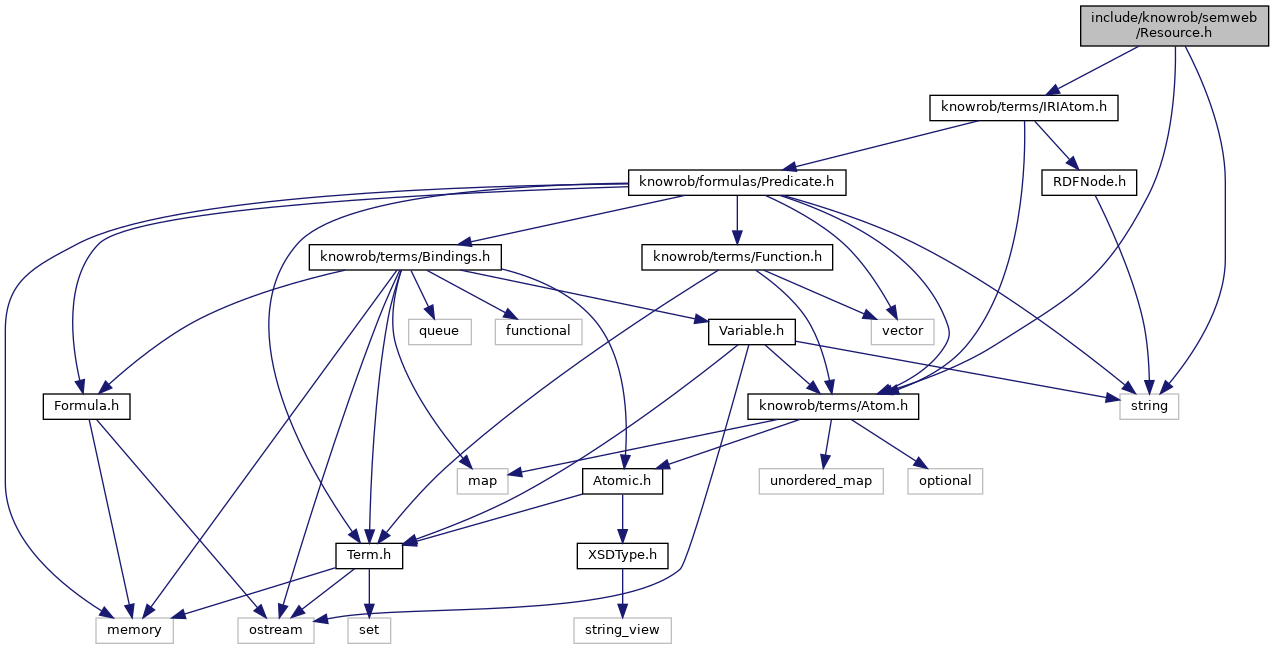 include/knowrob/semweb
/Resource.h
knowrob/terms/IRIAtom.h
knowrob/formulas/Predicate.h
RDFNode.h
knowrob/terms/Bindings.h
knowrob/terms/Function.h
queue
functional
Variable.h
vector
Formula.h
knowrob/terms/Atom.h
string
map
Atomic.h
unordered_map
optional
Term.h
XSDType.h
memory
ostream
set
string_view